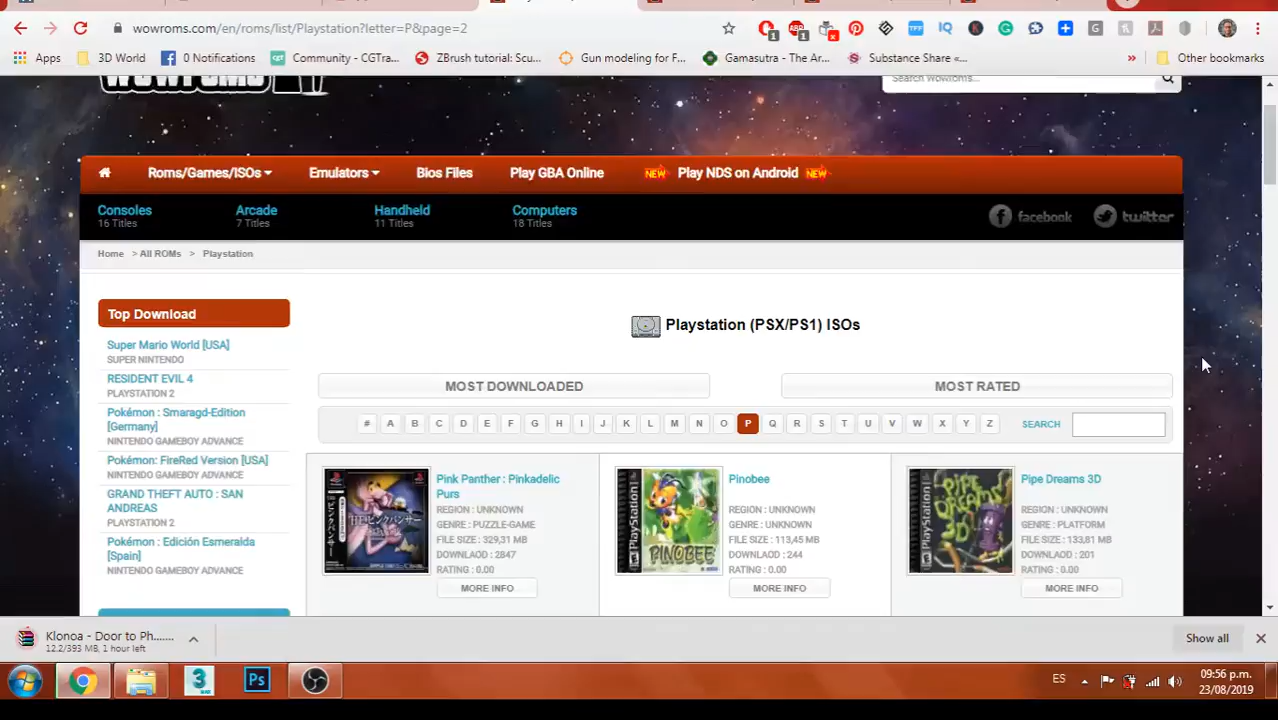 wowroms.com/en/roms/list/Playstation?letter=P&page=2
Apps 3D World 0 Notifications Community - CGTra... ZBrush tutorial: Scu... Gun modeling for F... Gamasutra - The Ar... Substance Share «... » Other bookmarks
WOWROMS
Search Wowroms...
Roms/Games/ISOs Emulators Bios Files Play GBA Online NEW Play NDS on Android NEW
Consoles Arcade Handheld Computers
16 Titles 7 Titles 11 Titles 18 Titles
facebook twitter
Home > All ROMs > Playstation
Top Download
Super Mario World [USA]
SUPER NINTENDO
RESIDENT EVIL 4
PLAYSTATION 2
Pokémon : Smaragd-Edition
[Germany]
NINTENDO GAMEBOY ADVANCE
Pokémon: FireRed Version [USA]
NINTENDO GAMEBOY ADVANCE
GRAND THEFT AUTO : SAN
ANDREAS
PLAYSTATION 2
Pokémon : Edición Esmeralda
[Spain]
NINTENDO GAMEBOY ADVANCE
Playstation (PSX/PS1) ISOs
MOST DOWNLOADED MOST RATED
# A B C D E F G H I J K L M N O P Q R S T U V W X Y Z SEARCH
Pink Panther : Pinkadelic
Purs
REGION : UNKNOWN
GENRE : PUZZLE-GAME
FILE SIZE : 329,31 MB
DOWNLAOD : 2847
RATING : 0.00
MORE INFO
PINOBEE
Pinobee
REGION : UNKNOWN
GENRE : UNKNOWN
FILE SIZE : 113,45 MB
DOWNLAOD : 244
RATING : 0.00
MORE INFO
PIPE DREAMS 3D
Pipe Dreams 3D
REGION : UNKNOWN
GENRE : PLATFORM
FILE SIZE : 133,81 MB
DOWNLAOD : 201
RATING : 0.00
MORE INFO
Klonoa - Door to Ph.......
12.2/393 MB, 1 hour left
Show all
3
Ps
ES
09:56 p.m.
23/08/2019